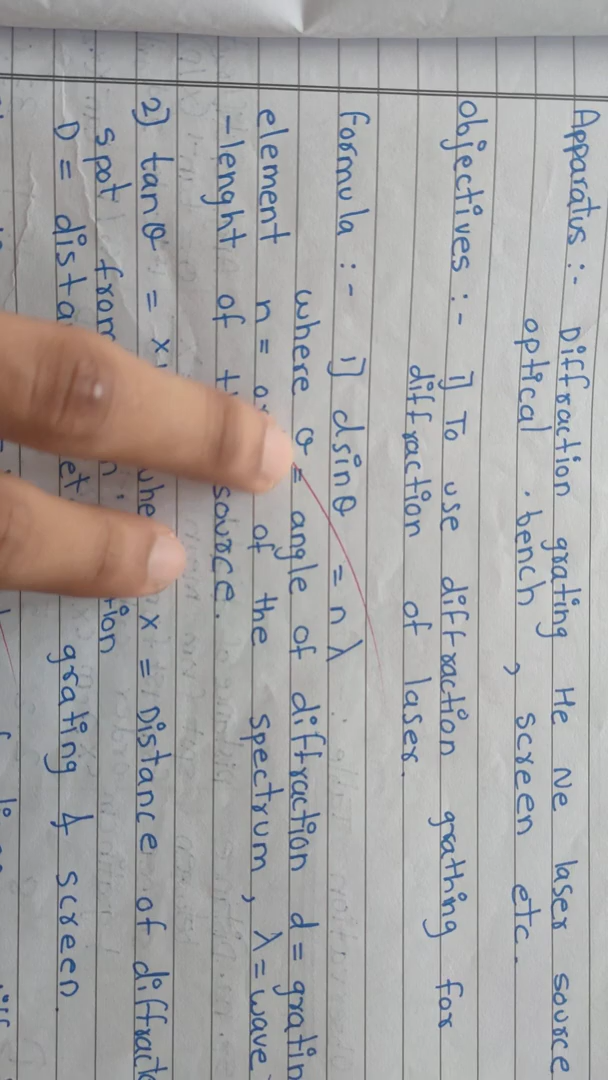 Apparatus :- Diffraction grating He Ne laser source
optical bench , screen etc.
objectives :- 1] To use diffraction grathing for
diffraction of laser.
formula :- 1] dsinθ = nλ
where θ = angle of diffraction d = gratin
element n = of the spectrum , λ = wave
-lenght of source.
2] tanθ = x = Distance of diffracte
spot from
D = grating & screen.